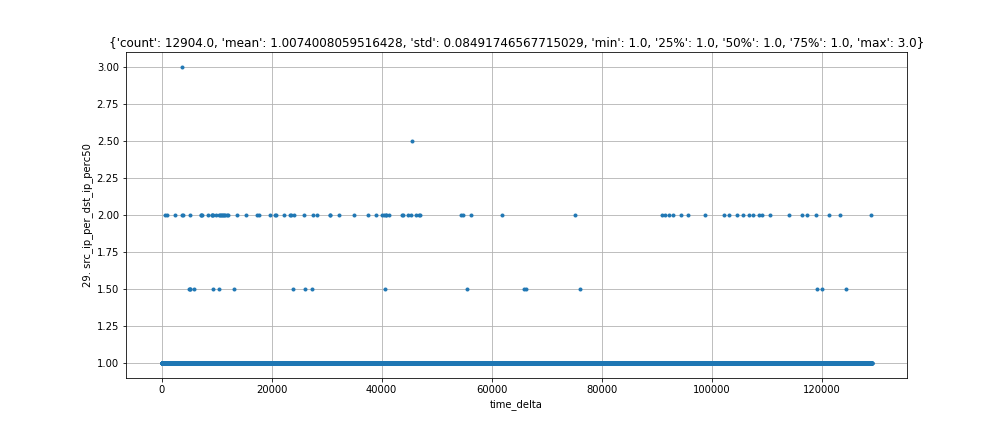 {'count': 12904.0, 'mean': 1.0074008059516428, 'std': 0.08491746567715029, 'min': 1.0, '25%': 1.0, '50%': 1.0, '75%': 1.0, 'max': 3.0}
3.00
2.75
2.50
2.25
2.00
1.75
1.50
1.25
1.00
29. src_ip_per_dst_ip_perc50
0 20000 40000 60000 80000 100000 120000
time_delta